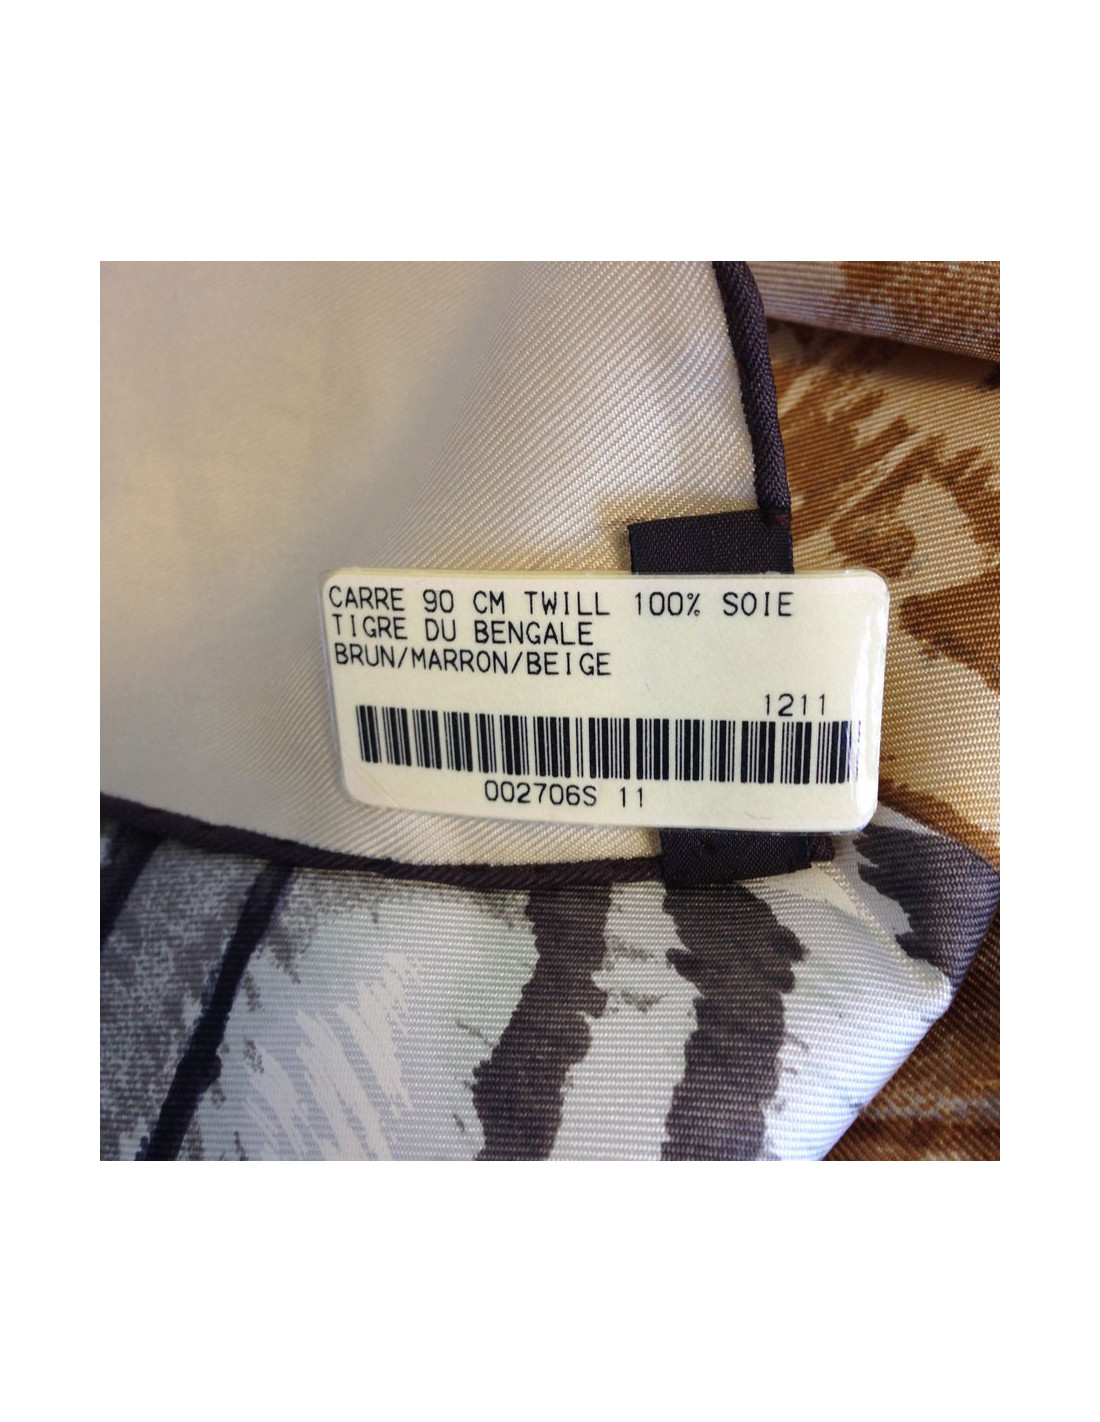 CARRE 90 CM TWILL 100% SOIE
TIGRE DU BENGALE
BRUN/MARRON/BEIGE
1211
002706S 11